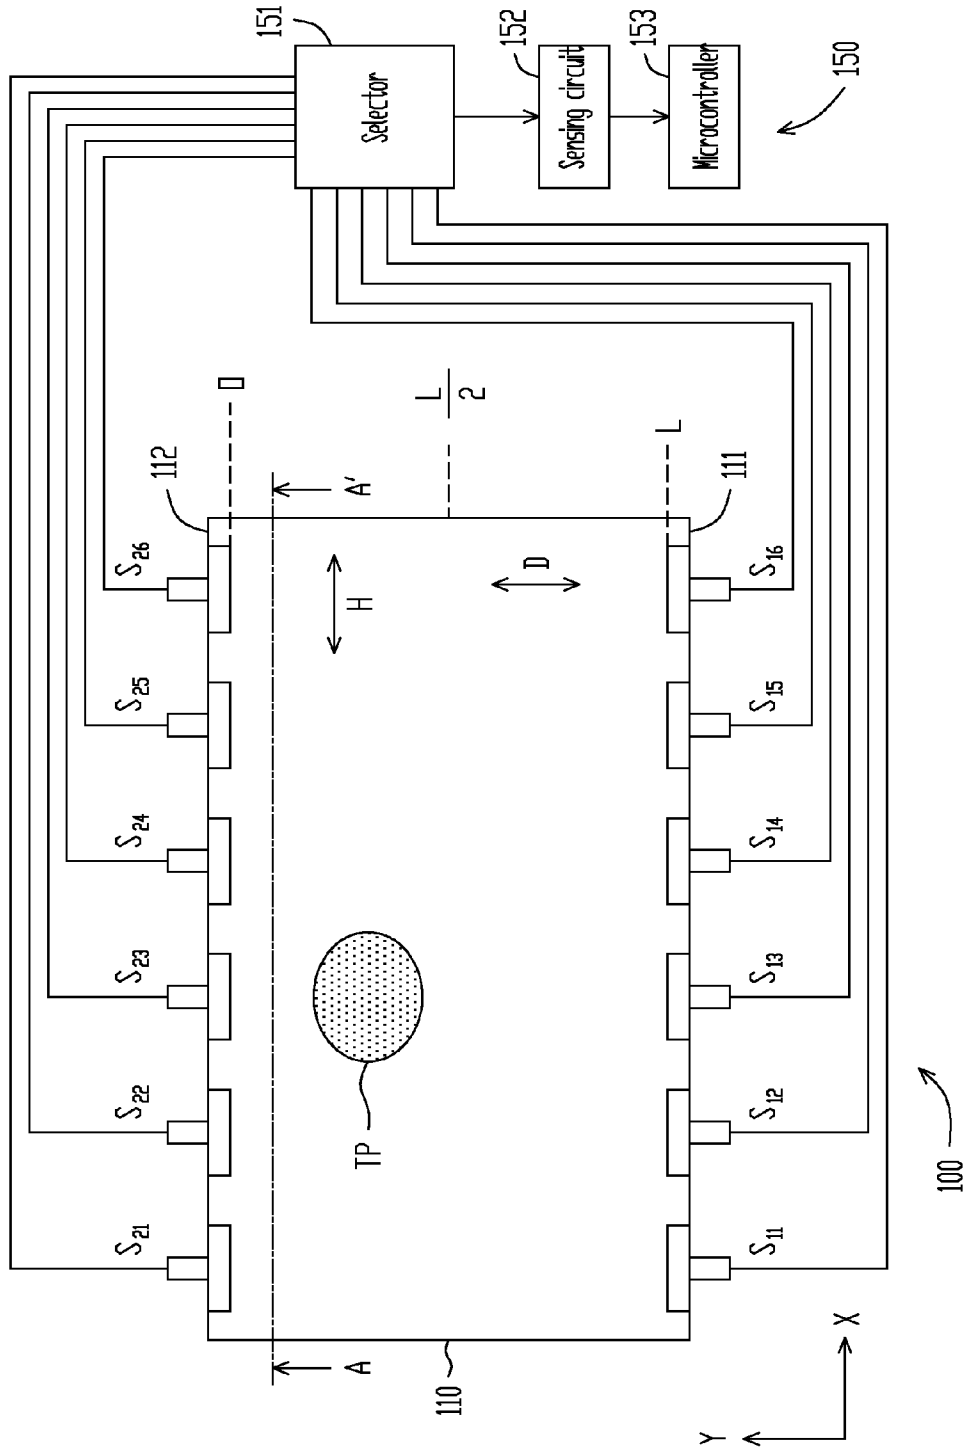 S21 S22 S23 S24 S25 S26
112
0
151
A A'
H
TP
Selector
L
2
110
152
D
Sensing circuit
153
L
Microcontroller
Y
111
S11 S12 S13 S14 S15 S16
X
150
100